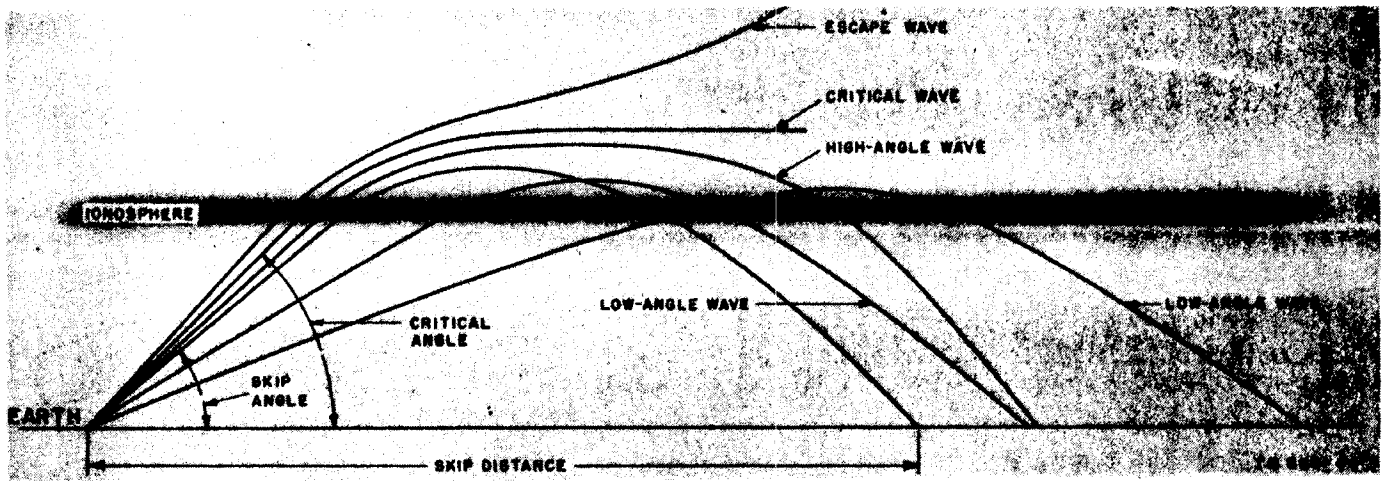 ESCAPE WAVE
CRITICAL WAVE
HIGH-ANGLE WAVE
IONOSPHERE
LOW-ANGLE WAVE
LOW-ANGLE WAVE
CRITICAL
ANGLE
SKIP
ANGLE
EARTH
SKIP DISTANCE